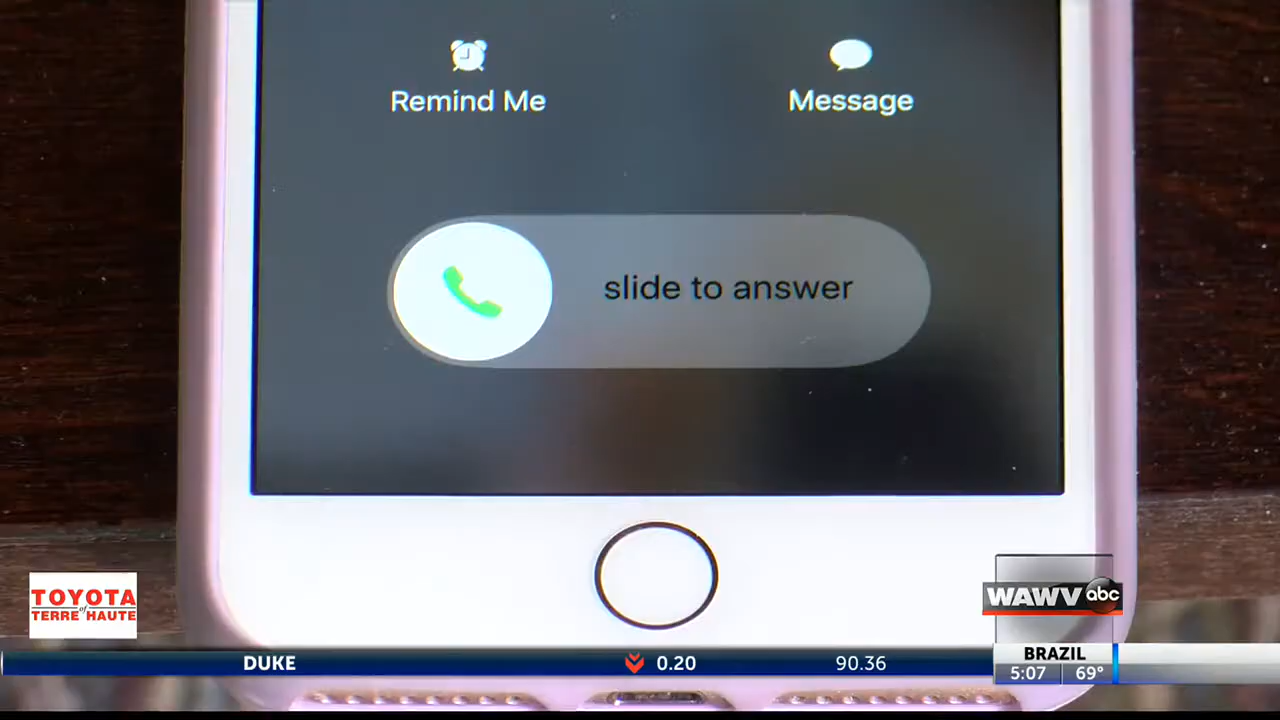 Remind Me
Message
slide to answer
TOYOTA
of
TERRE HAUTE
WAWV abc
DUKE
0.20
90.36
BRAZIL
5:07 69°